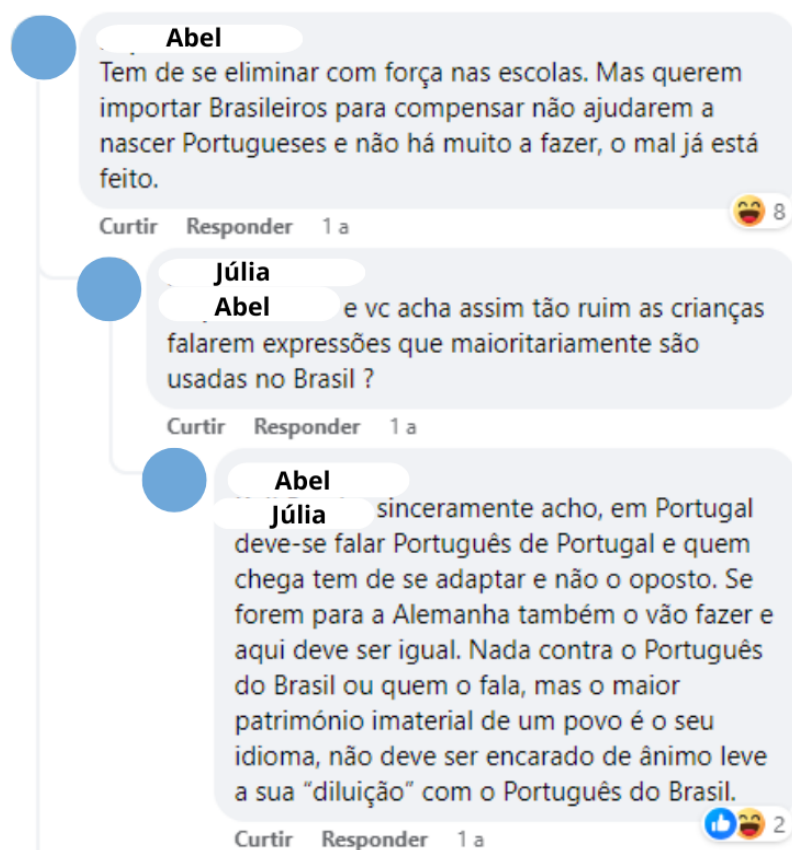 Abel
Tem de se eliminar com força nas escolas. Mas querem
importar Brasileiros para compensar não ajudarem a
nascer Portugueses e não há muito a fazer, o mal já está
feito.
8
Curtir Responder 1 a
Júlia
Abel e vc acha assim tão ruim as crianças
falarem expressões que maioritariamente são
usadas no Brasil ?
Curtir Responder 1 a
Abel
Júlia sinceramente acho, em Portugal
deve-se falar Português de Portugal e quem
chega tem de se adaptar e não o oposto. Se
forem para a Alemanha também o vão fazer e
aqui deve ser igual. Nada contra o Português
do Brasil ou quem o fala, mas o maior
património imaterial de um povo é o seu
idioma, não deve ser encarado de ânimo leve
a sua “diluição” com o Português do Brasil.
2
Curtir Responder 1 a